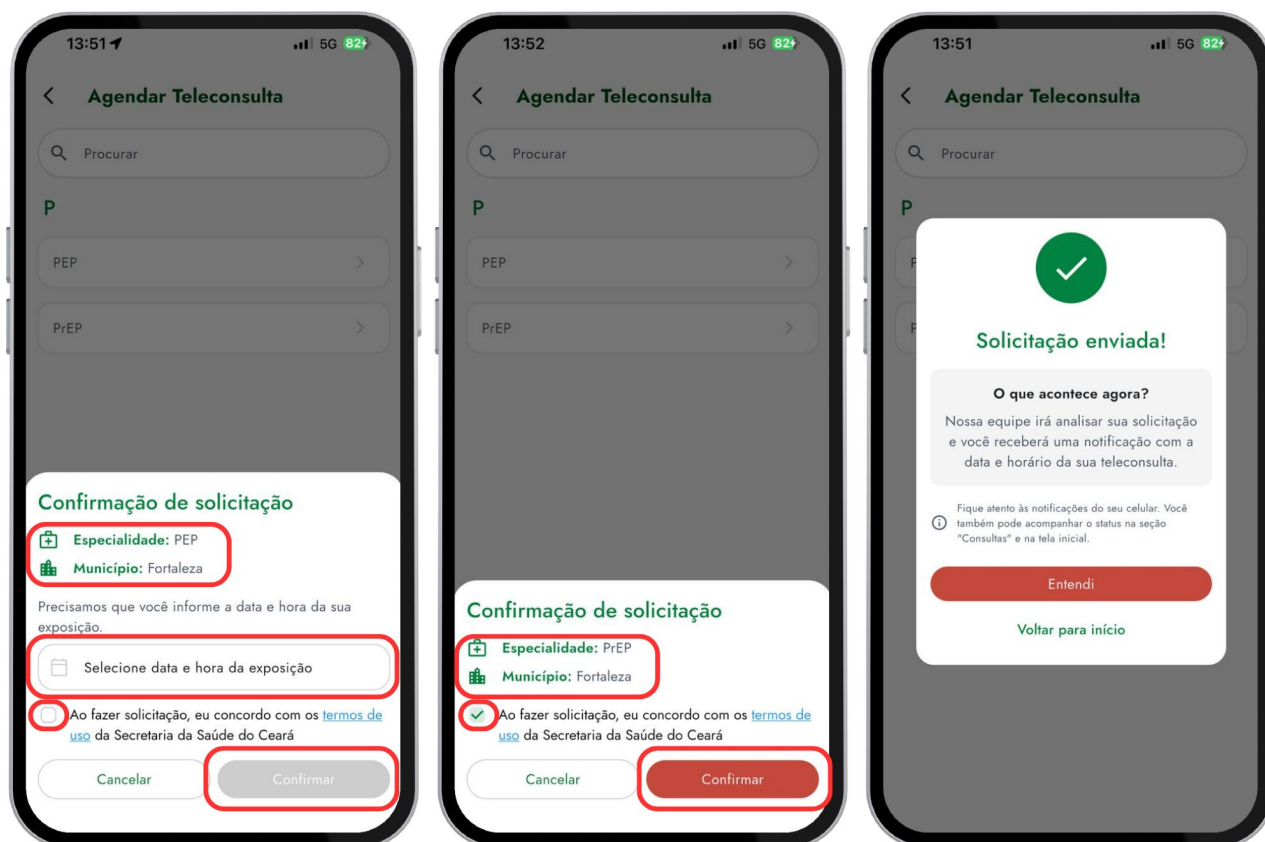 13:51
5G 82
Agendar Teleconsulta
Procurar
P
PEP
PrEP
Confirmação de solicitação
Especialidade: PEP
Município: Fortaleza
Precisamos que você informe a data e hora da sua
exposição.
Selecione data e hora da exposição
Ao fazer solicitação, eu concordo com os termos de
uso da Secretaria da Saúde do Ceará
Cancelar
Confirmar
13:52
5G 82
Agendar Teleconsulta
Procurar
P
PEP
PrEP
Confirmação de solicitação
Especialidade: PrEP
Município: Fortaleza
Ao fazer solicitação, eu concordo com os termos de
uso da Secretaria da Saúde do Ceará
Cancelar
Confirmar
13:51
5G 82
Agendar Teleconsulta
Procurar
P
P
P
Solicitação enviada!
O que acontece agora?
Nossa equipe irá analisar sua solicitação
e você receberá uma notificação com a
data e horário da sua teleconsulta.
Fique atento às notificações do seu celular. Você
também pode acompanhar o status na seção
"Consultas" e na tela inicial.
Entendi
Voltar para início